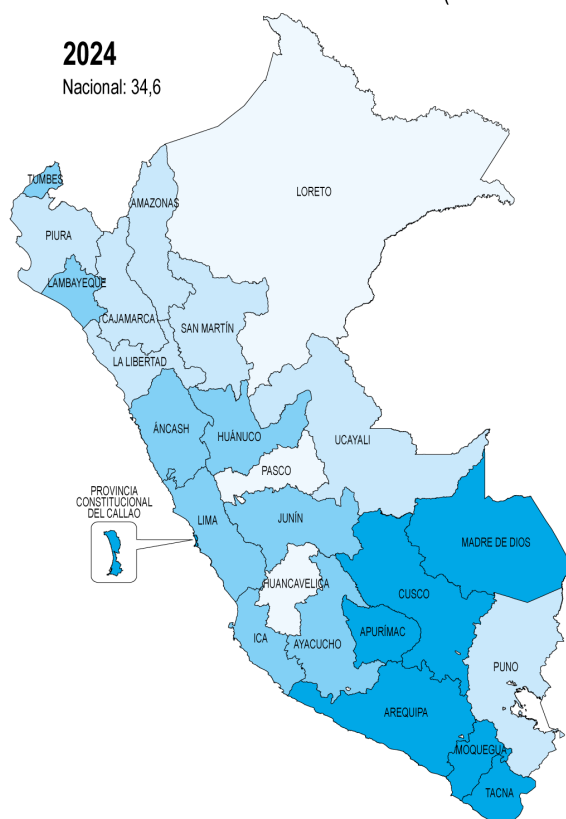 2024
Nacional: 34,6
TUMBES
LORETO
AMAZONAS
PIURA
LAMBAYEQUE
CAJAMARCA
SAN MARTÍN
LA LIBERTAD
ÁNCASH
HUÁNUCO
UCAYALI
PASCO
PROVINCIA
CONSTITUCIONAL
DEL CALLAO
LIMA
JUNÍN
MADRE DE DIOS
HUANCAVELICA
CUSCO
ICA
AYACUCHO
APURÍMAC
PUNO
AREQUIPA
MOQUEGUA
TACNA